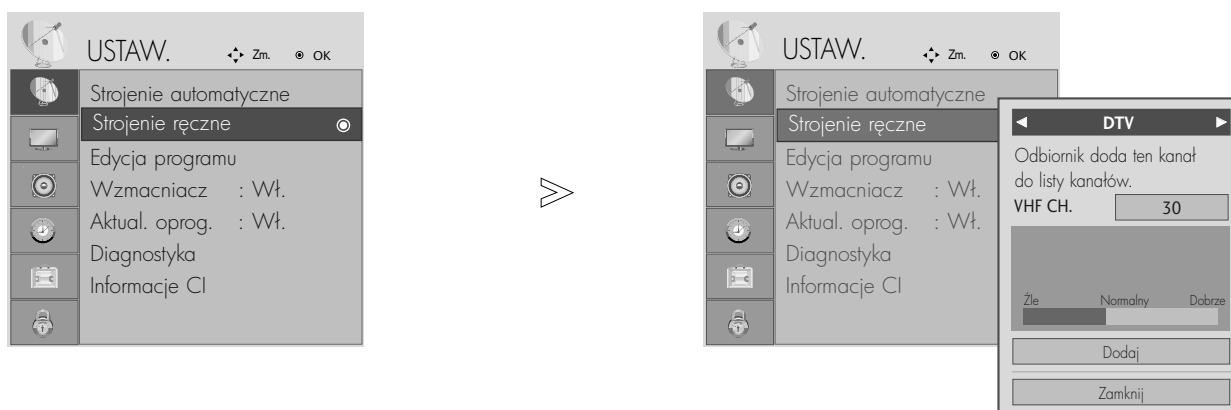 USTAW. Zm. OK
Strojenie automatyczne
Strojenie ręczne
Edycja programu
Wzmacniacz : Wł.
Aktual. oprog. : Wł.
Diagnostyka
Informacje CI
USTAW. Zm. OK
Strojenie automatyczne
Strojenie ręczne
Edycja programu
Wzmacniacz : Wł.
Aktual. oprog. : Wł.
Diagnostyka
Informacje CI
DTV
Odbiornik doda ten kanał
do listy kanałów.
VHF CH. 30
Źle Normalny Dobrze
Dodaj
Zamknij